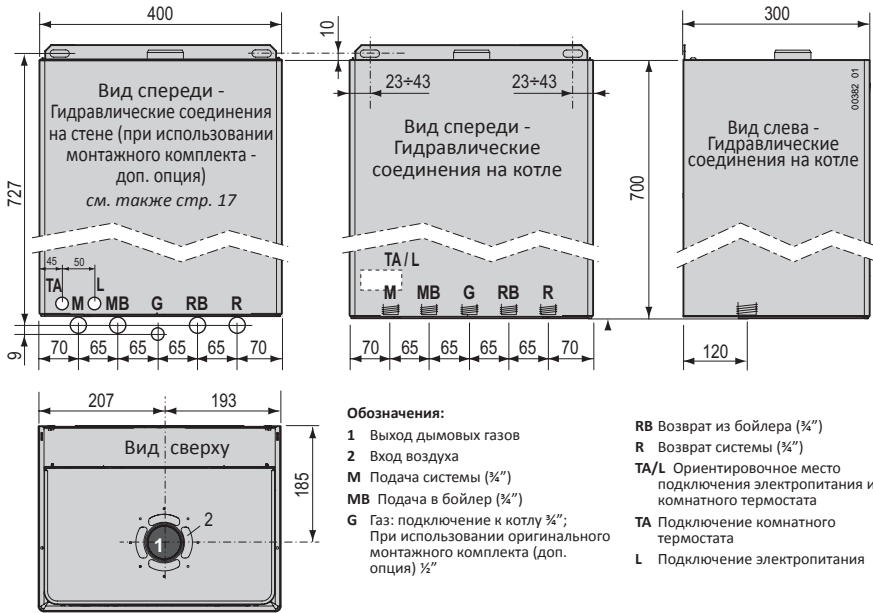 400
10
300
727
Вид спереди -
Гидравлические соединения
на стене (при использовании
монтажного комплекта -
доп. опция)
см. также стр. 17
45
50
TA
L
M
MB
G
RB
R
9
70
65
65
65
65
70
23÷43
23÷43
Вид спереди -
Гидравлические
соединения на котле
700
TA / L
M
MB
G
RB
R
70
65
65
65
65
70
00382 01
Вид слева -
Гидравлические
соединения на котле
120
207
193
Вид сверху
185
2
1
Обозначения:
1 Выход дымовых газов
2 Вход воздуха
M Подача системы (¾”)
MB Подача в бойлер (¾”)
G Газ: подключение к котлу ¾”;
При использовании оригинального
монтажного комплекта (доп.
опция) ½”
RB Возврат из бойлера (¾”)
R Возврат системы (¾”)
TA/L Ориентировочное место
подключения электропитания и
комнатного термостата
TA Подключение комнатного
термостата
L Подключение электропитания